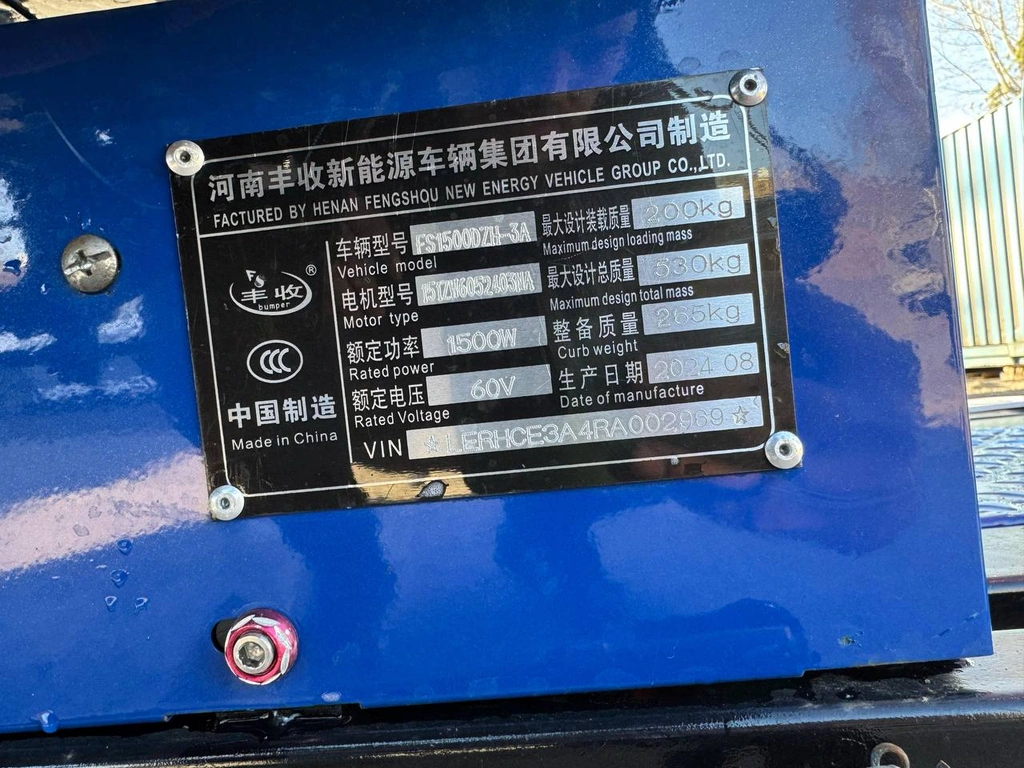 河南丰收新能源车辆集团有限公司制造
FACTURED BY HENAN FENGSHOU NEW ENERGY VEHICLE GROUP CO.,LTD.
FS
丰收®
bumper
CCC
中国制造
Made in China
车辆型号 FS1500DZH-3A
Vehicle model
电机型号
Motor type
额定功率 1500W
Rated power
额定电压 60V
Rated Voltage
最大设计装载质量 200kg
Maximum design loading mass
最大设计总质量 530kg
Maximum design total mass
整备质量 265kg
Curb weight
生产日期 2024.08
Date of manufacture
VIN ☆LERHCE3A4RA002969☆